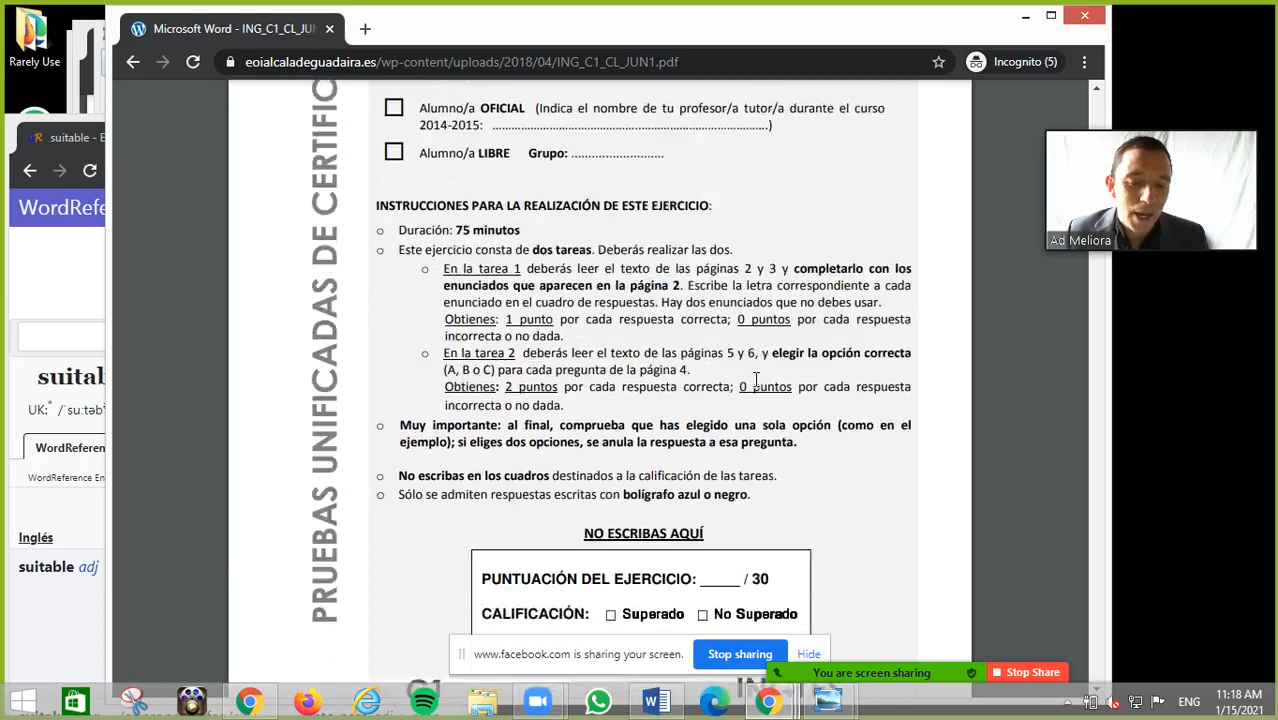 Rarely Use
Microsoft Word - ING_C1_CL_JUN
eoialcaladeguadaira.es/wp-content/uploads/2018/04/ING_C1_CL_JUN1.pdf
Incognito (5)
suitable - E
WordRefe
suitab
UK: /ˈsuːtəb
WordReferen
WordReference En
Inglés
suitable adj
PRUEBAS UNIFICADAS DE CERTIFIC
Alumno/a OFICIAL (Indica el nombre de tu profesor/a tutor/a durante el curso
2014-2015: ....................................................................)
Alumno/a LIBRE Grupo: ..........................
INSTRUCCIONES PARA LA REALIZACIÓN DE ESTE EJERCICIO:
Duración: 75 minutos
Este ejercicio consta de dos tareas. Deberás realizar las dos.
En la tarea 1 deberás leer el texto de las páginas 2 y 3 y completarlo con los
enunciados que aparecen en la página 2. Escribe la letra correspondiente a cada
enunciado en el cuadro de respuestas. Hay dos enunciados que no debes usar.
Obtienes: 1 punto por cada respuesta correcta; 0 puntos por cada respuesta
incorrecta o no dada.
En la tarea 2 deberás leer el texto de las páginas 5 y 6, y elegir la opción correcta
(A, B o C) para cada pregunta de la página 4.
Obtienes: 2 puntos por cada respuesta correcta; 0 puntos por cada respuesta
incorrecta o no dada.
Muy importante: al final, comprueba que has elegido una sola opción (como en el
ejemplo); si eliges dos opciones, se anula la respuesta a esa pregunta.
No escribas en los cuadros destinados a la calificación de las tareas.
Sólo se admiten respuestas escritas con bolígrafo azul o negro.
NO ESCRIBAS AQUÍ
PUNTUACIÓN DEL EJERCICIO: _____ / 30
CALIFICACIÓN: Superado No Superado
www.facebook.com is sharing your screen.
Stop sharing
Hide
You are screen sharing
Stop Share
Ad Meliora
ENG
11:18 AM
1/15/2021